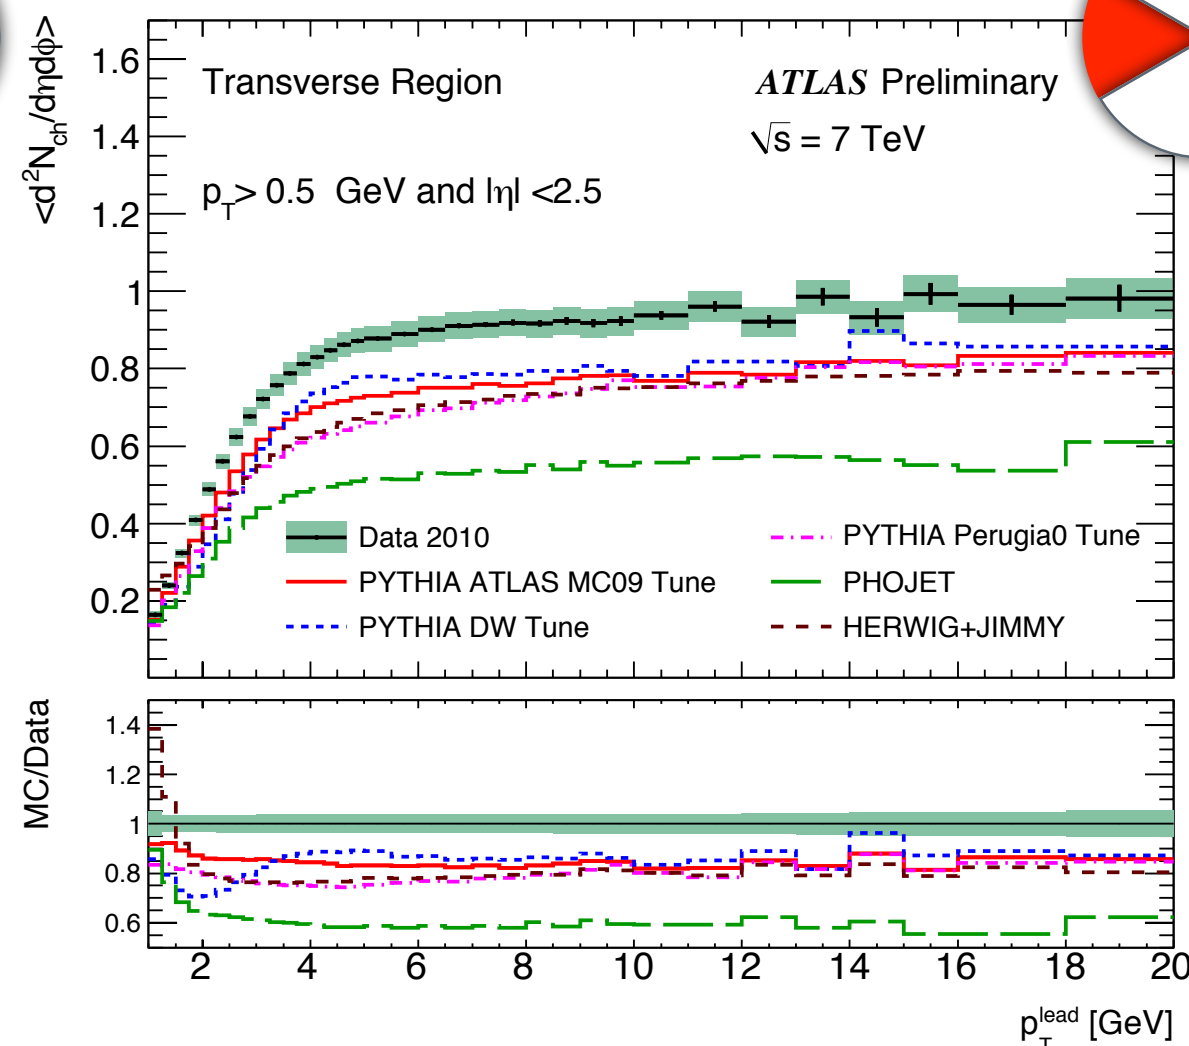 <d²N_ch/dηdϕ>
1.6
1.4
1.2
1
0.8
0.6
0.4
0.2
Transverse Region
ATLAS Preliminary
√s = 7 TeV
p_T> 0.5 GeV and |η| <2.5
Data 2010
PYTHIA ATLAS MC09 Tune
PYTHIA DW Tune
PYTHIA Perugia0 Tune
PHOJET
HERWIG+JIMMY
MC/Data
1.4
1.2
1
0.8
0.6
2 4 6 8 10 12 14 16 18 20
p_T^lead [GeV]